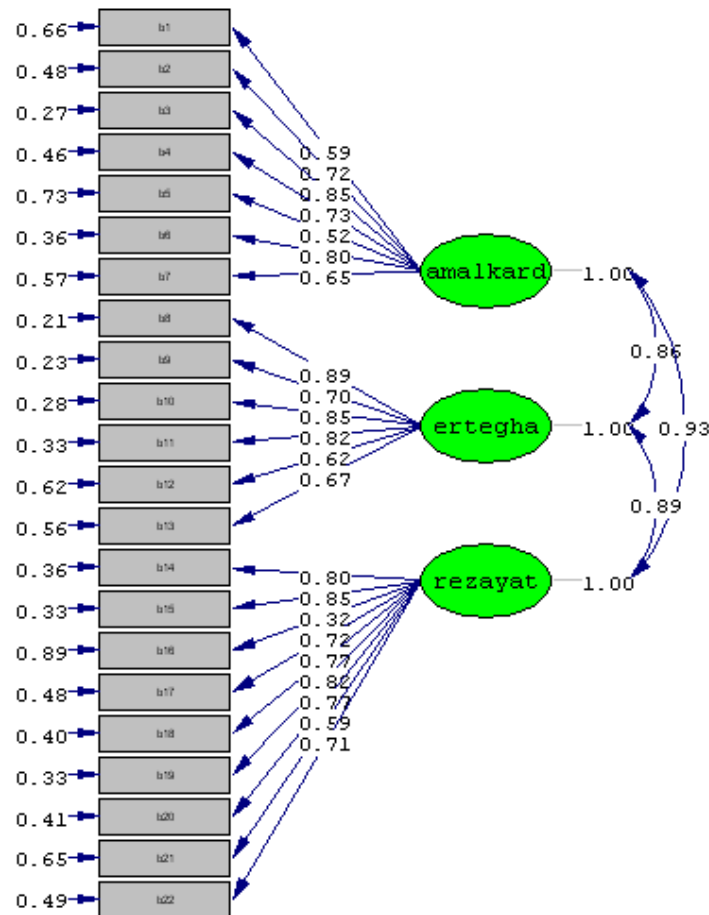 0.66 b1
0.48 b2
0.27 b3
0.46 b4
0.73 b5
0.36 b6
0.57 b7
0.21 b8
0.23 b9
0.28 b10
0.33 b11
0.62 b12
0.56 b13
0.36 b14
0.33 b15
0.89 b16
0.48 b17
0.40 b18
0.33 b19
0.41 b20
0.65 b21
0.49 b22
0.59
0.72
0.85
0.73
0.52
0.80
0.65
0.89
0.70
0.85
0.82
0.62
0.67
0.80
0.85
0.32
0.72
0.77
0.82
0.77
0.59
0.71
amalkard 1.00
ertegha 1.00
rezayat 1.00
0.86
0.93
0.89